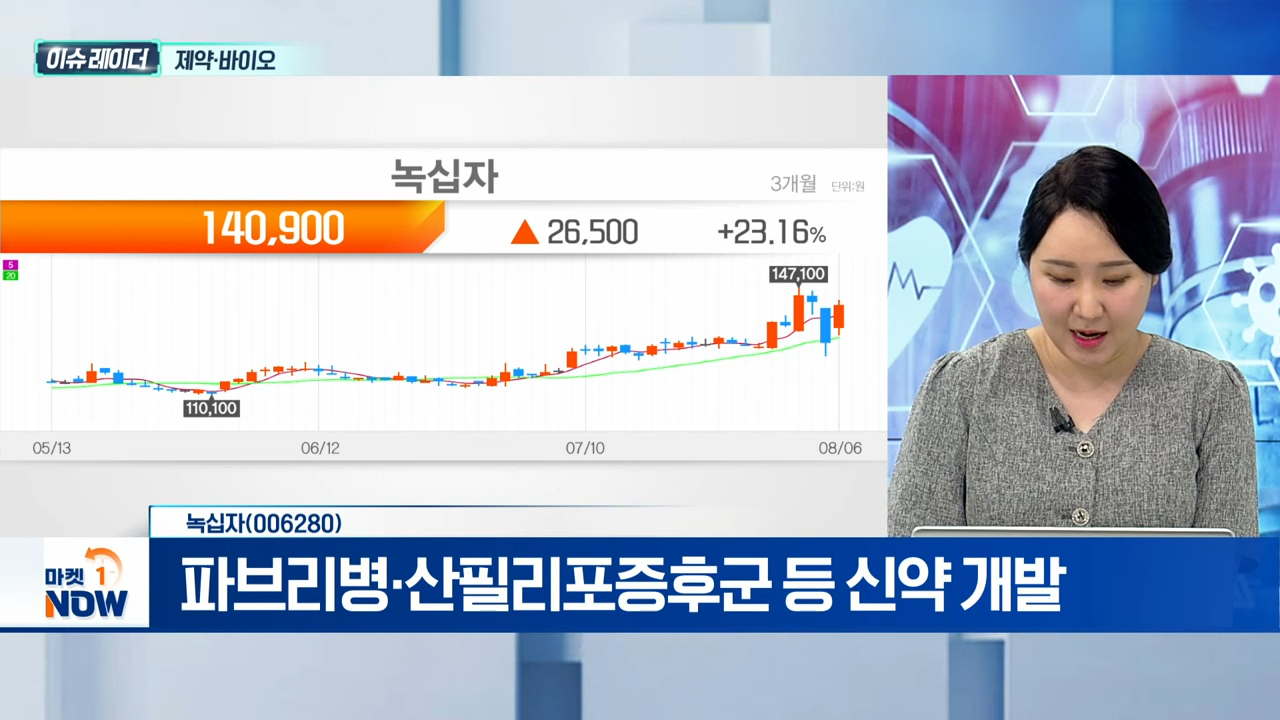 이슈레이더 제약·바이오
녹십자
3개월 단위:원
140,900 ▲ 26,500 +23.16%
5
20
147,100
110,100
05/13 06/12 07/10 08/06
녹십자(006280)
마켓 1
NOW
파브리병·산필리포증후군 등 신약 개발